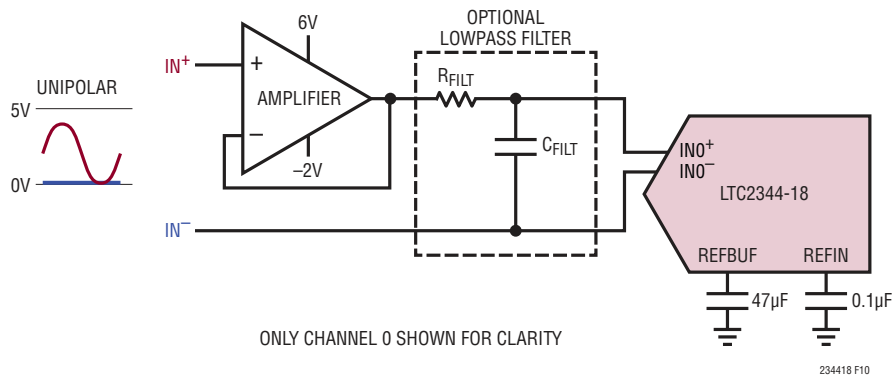 OPTIONAL
LOWPASS FILTER
6V
IN+
+
AMPLIFIER
–
–2V
RFILT
CFILT
UNIPOLAR
5V
0V
IN–
IN0+
IN0–
LTC2344-18
REFBUF
REFIN
47µF
0.1µF
ONLY CHANNEL 0 SHOWN FOR CLARITY
234418 F10